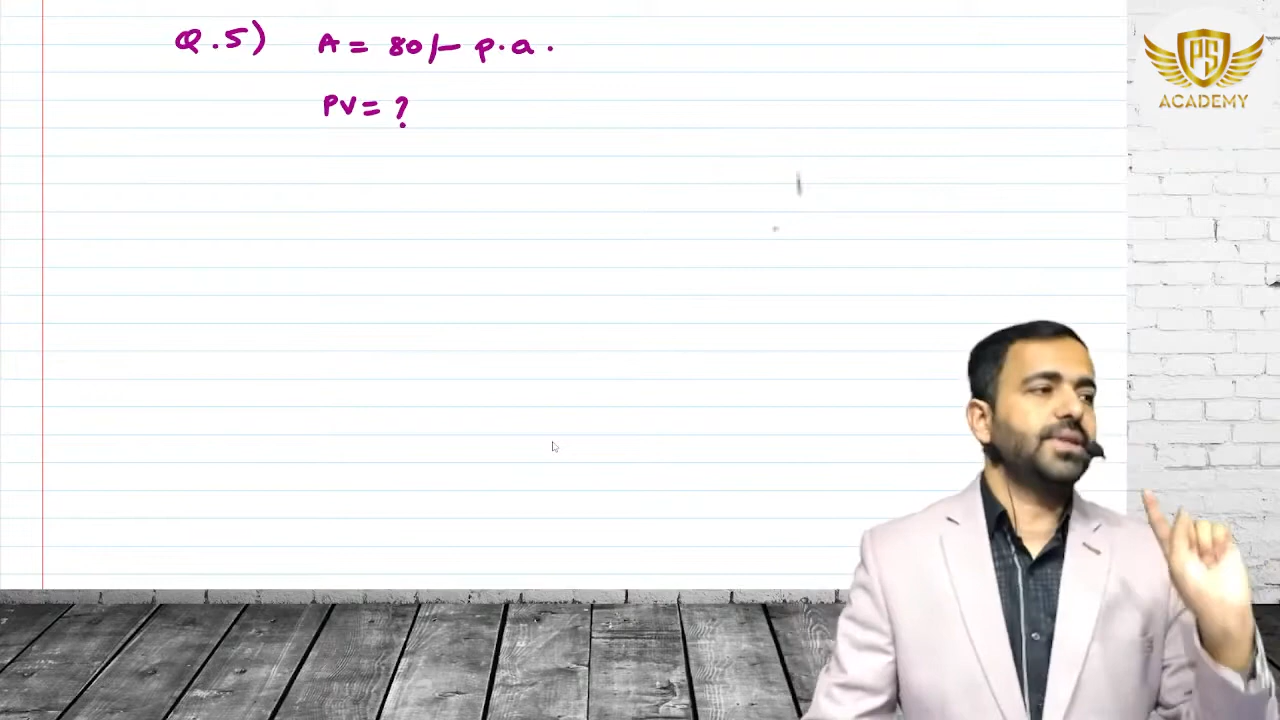 Q.5) A = 80/- p.a.
PV = ?
PS
ACADEMY